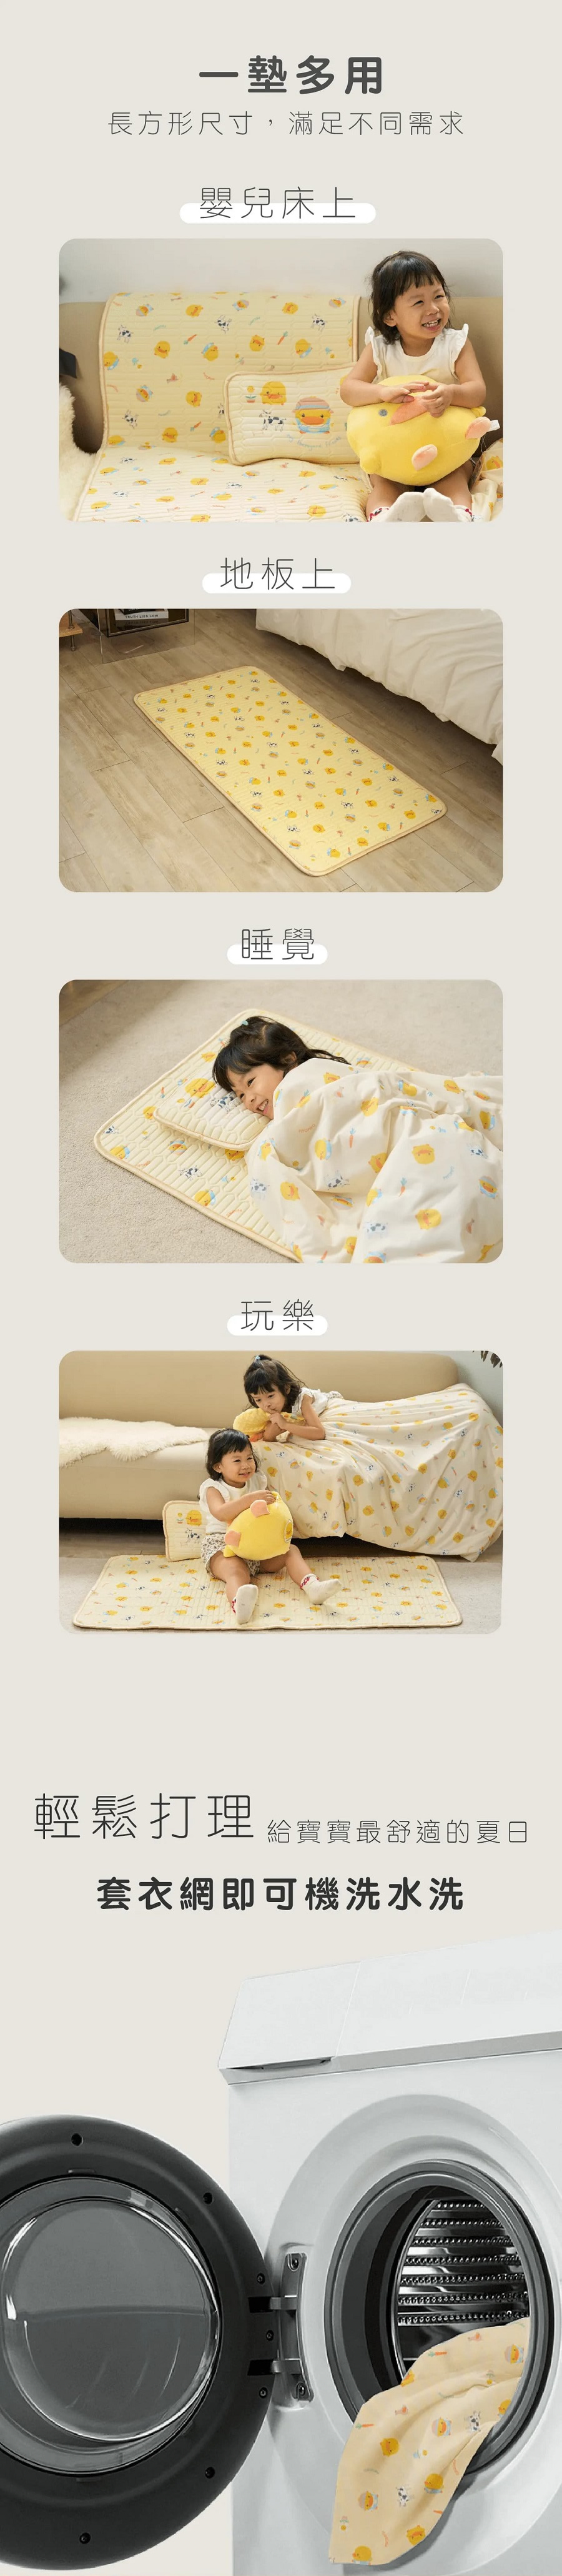 一墊多用
長方形尺寸，滿足不同需求
嬰兒床上
地板上
睡覺
玩樂
輕鬆打理 給寶寶最舒適的夏日
套衣網即可機洗水洗